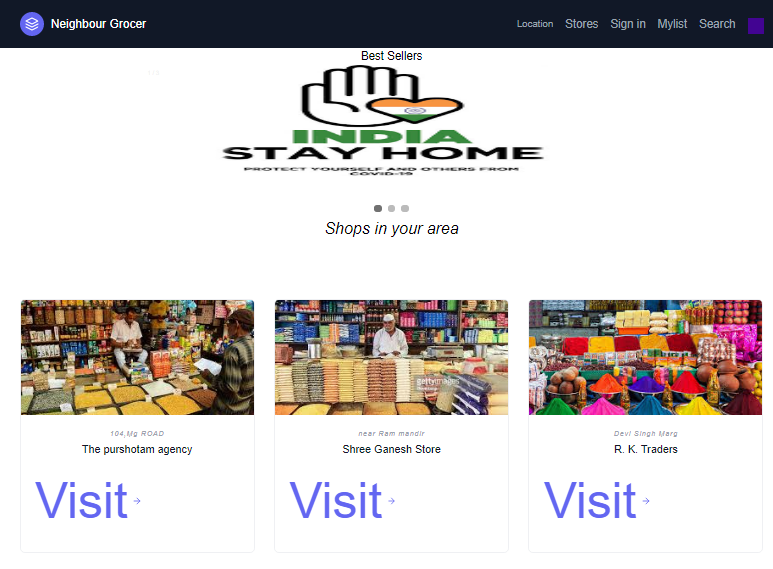 Neighbour Grocer
Location Stores Sign in Mylist Search
Best Sellers
INDIA
STAY HOME
PROTECT YOURSELF AND OTHERS FROM
COVID-19
Shops in your area
gettyimages
104,Mg ROAD
The purshotam agency
Visit →
near Ram mandir
Shree Ganesh Store
Visit →
Devi Singh Marg
R. K. Traders
Visit →